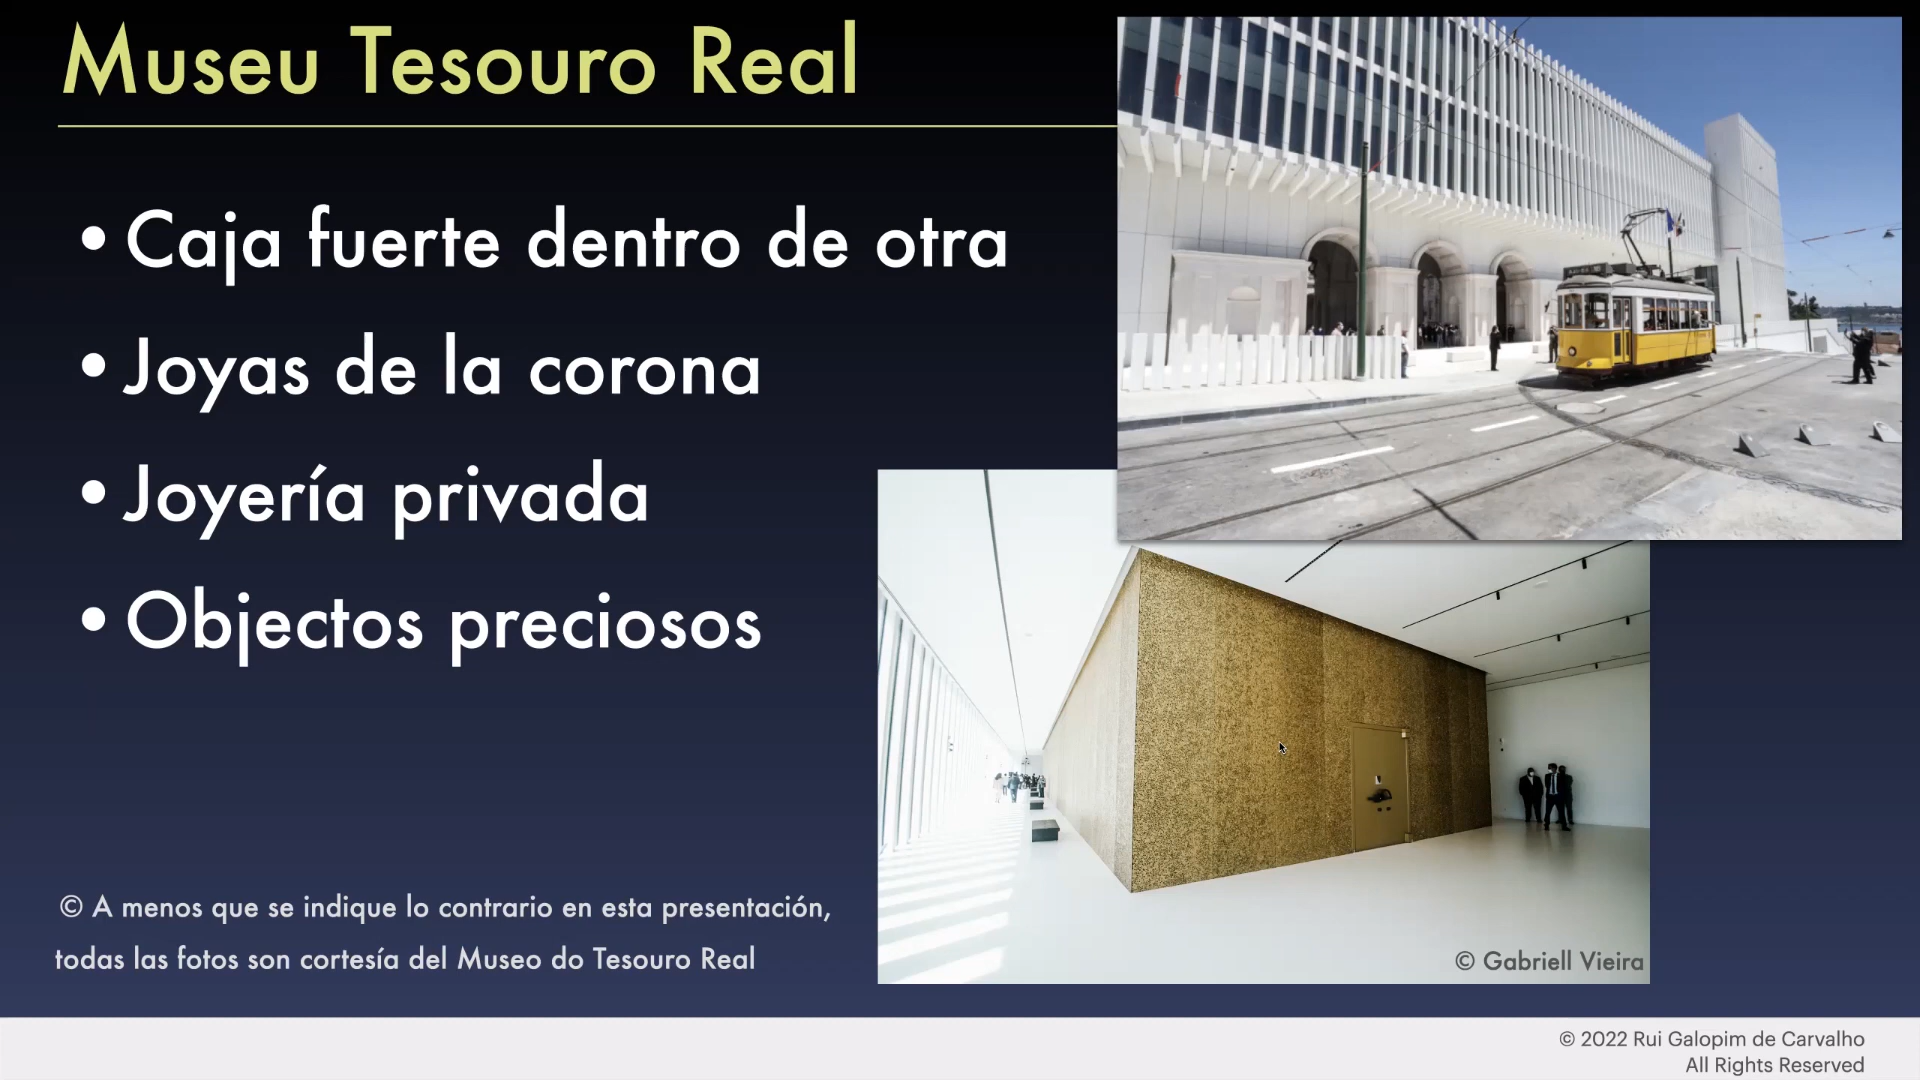 Museu Tesouro Real
• Caja fuerte dentro de otra
• Joyas de la corona
• Joyería privada
• Objectos preciosos
© A menos que se indique lo contrario en esta presentación,
todas las fotos son cortesía del Museo do Tesouro Real
© Gabriell Vieira
© 2022 Rui Galopim de Carvalho
All Rights Reserved